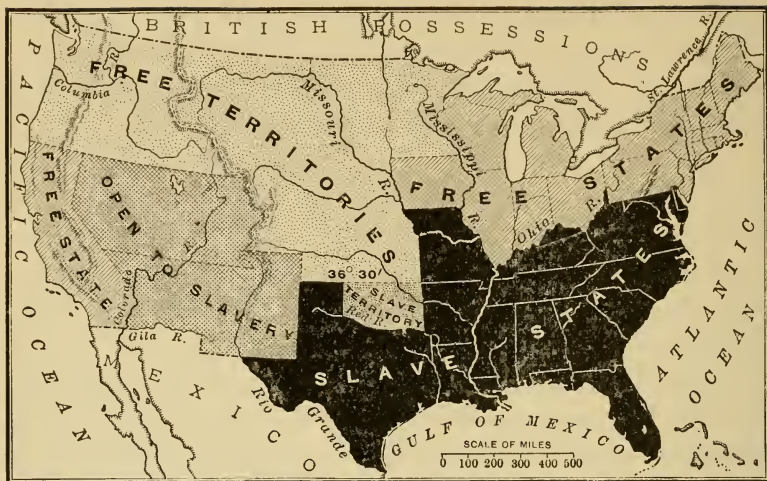 BRITISH POSSESSIONS
PACIFIC OCEAN
Columbia R.
FREE TERRITORIES
Missouri R.
Mississippi R.
St. Lawrence R.
FREE STATES
Ohio R.
FREE STATE
OPEN TO SLAVERY
Colorado R.
Gila R.
36° 30'
SLAVE
TERRITORY
Red R.
SLAVE STATES
MEXICO
Rio Grande
GULF OF MEXICO
ATLANTIC
OCEAN
SCALE OF MILES
0 100 200 300 400 500